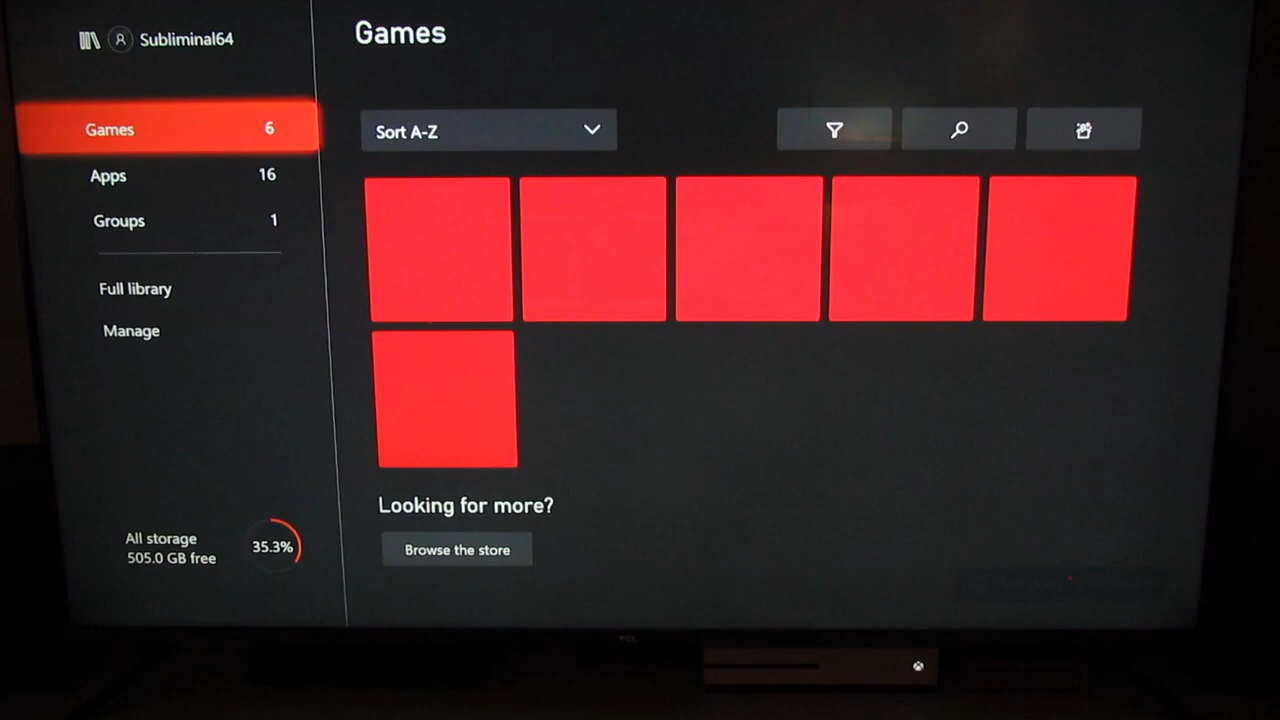 Subliminal64
Games 6
Apps 16
Groups 1
Full library
Manage
All storage
505.0 GB free
35.3%
Games
Sort A-Z
Looking for more?
Browse the store
TCL